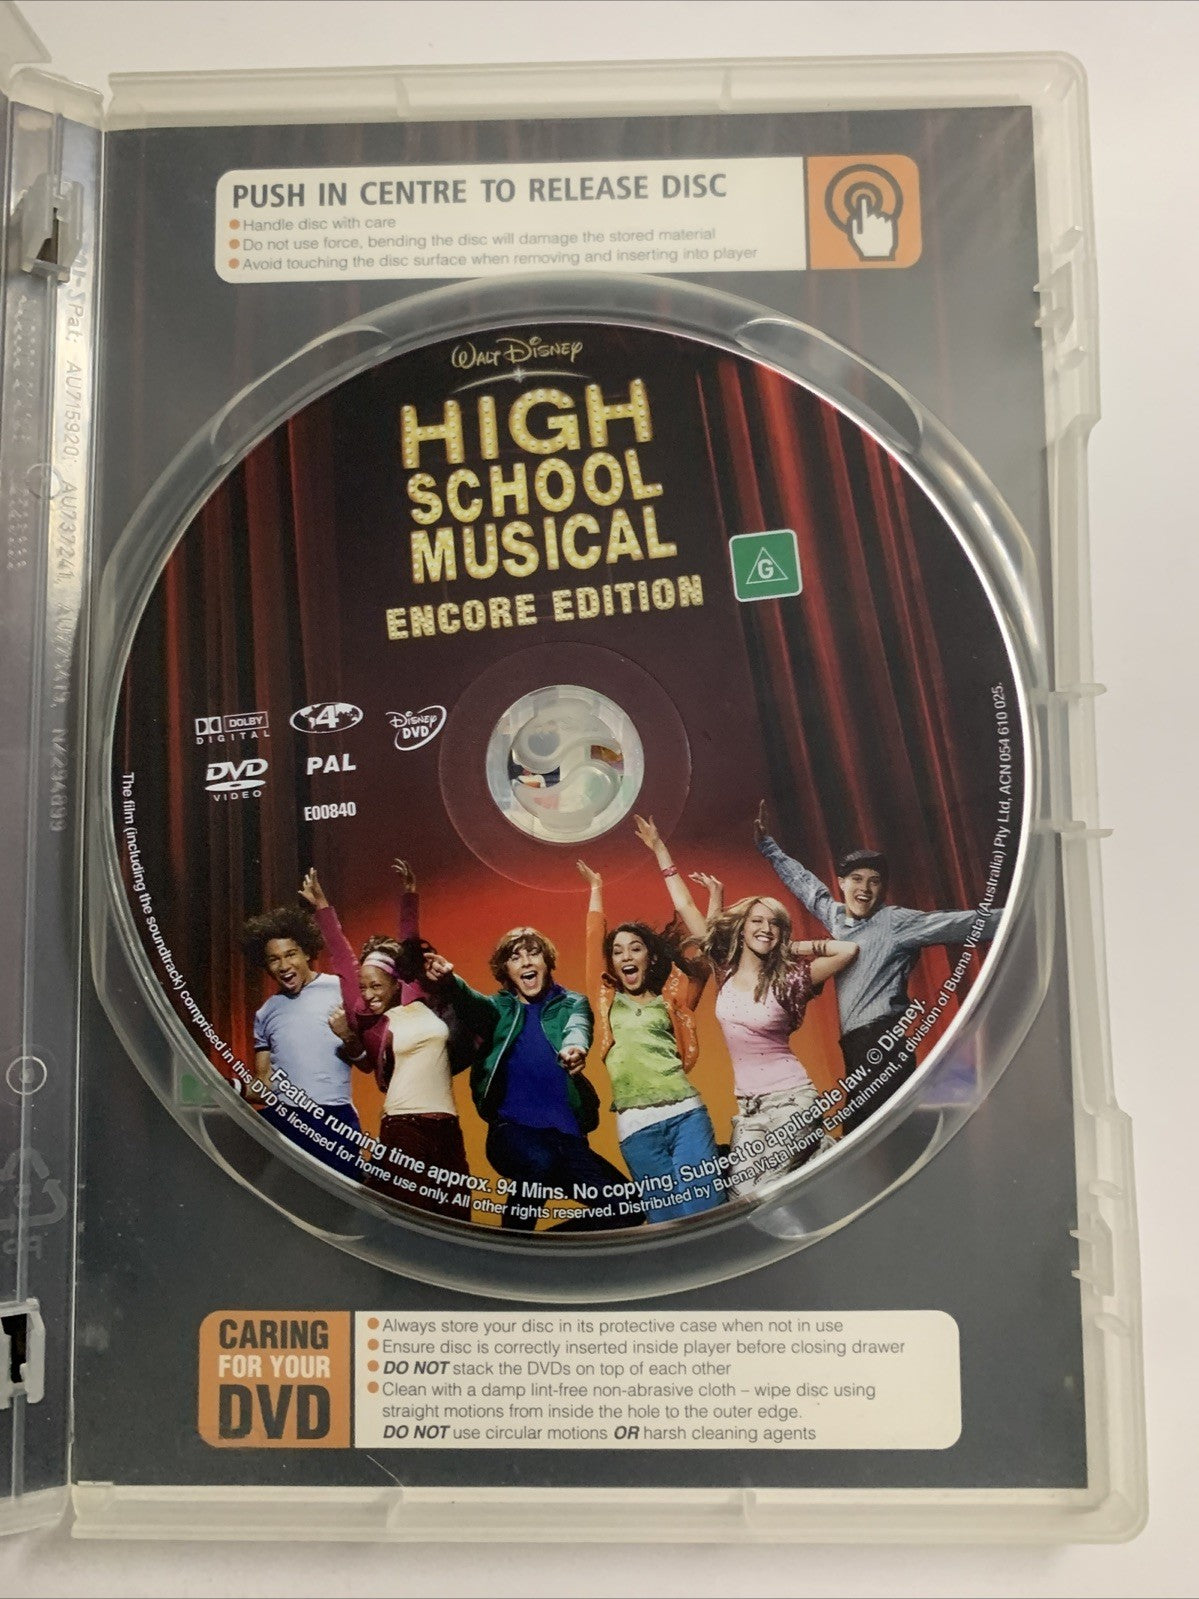 PUSH IN CENTRE TO RELEASE DISC
Handle disc with care
Do not use force, bending the disc will damage the stored material
Avoid touching the disc surface when removing and inserting into player
Pat: AU715920; AU737241,
WALT DISNEY
HIGH
SCHOOL
MUSICAL
ENCORE EDITION
G
DOLBY
DIGITAL
4
DISNEY
DVD
DVD
VIDEO
PAL
E00840
Feature running time approx. 94 Mins. No copying. Subject to applicable law. © Disney.
The film (including the soundtrack) comprised in this DVD is licensed for home use only. All other rights reserved. Distributed by Buena Vista Home Entertainment, a division of Buena Vista (Australia) Pty Ltd, ACN 054 610 025.
CARING
FOR YOUR
DVD
Always store your disc in its protective case when not in use
Ensure disc is correctly inserted inside player before closing drawer
DO NOT stack the DVDs on top of each other
Clean with a damp lint-free non-abrasive cloth – wipe disc using
straight motions from inside the hole to the outer edge.
DO NOT use circular motions OR harsh cleaning agents